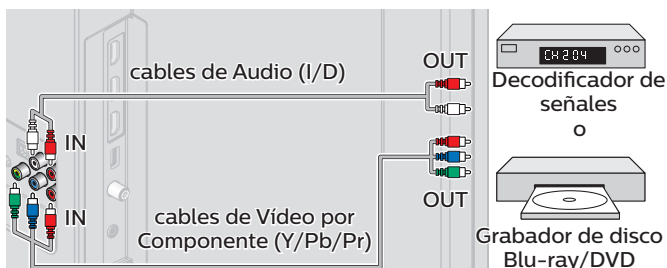 cables de Audio (I/D)
OUT
IN
IN
OUT
cables de Vídeo por
Componente (Y/Pb/Pr)
CH 204
Decodificador de
señales
o
Grabador de disco
Blu-ray/DVD